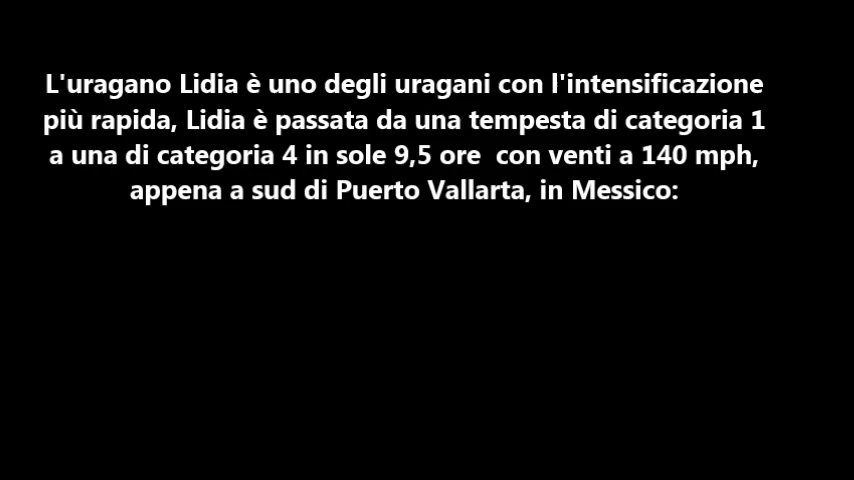 L'uragano Lidia è uno degli uragani con l'intensificazione
più rapida, Lidia è passata da una tempesta di categoria 1
a una di categoria 4 in sole 9,5 ore  con venti a 140 mph,
appena a sud di Puerto Vallarta, in Messico: